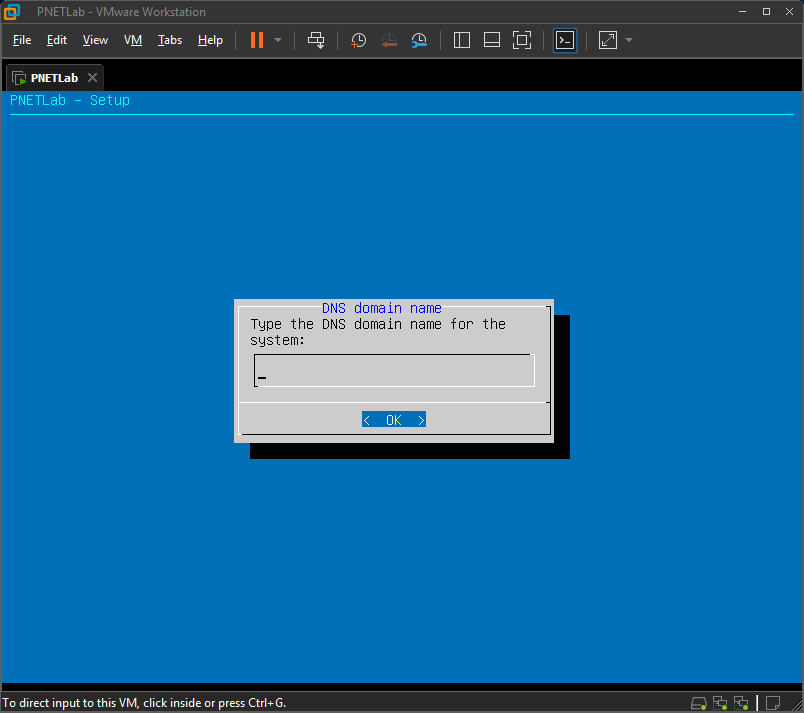 PNETLab - VMware Workstation
File Edit View VM Tabs Help
PNETLab
PNETLab - Setup
DNS domain name
Type the DNS domain name for the
system:
< OK >
To direct input to this VM, click inside or press Ctrl+G.